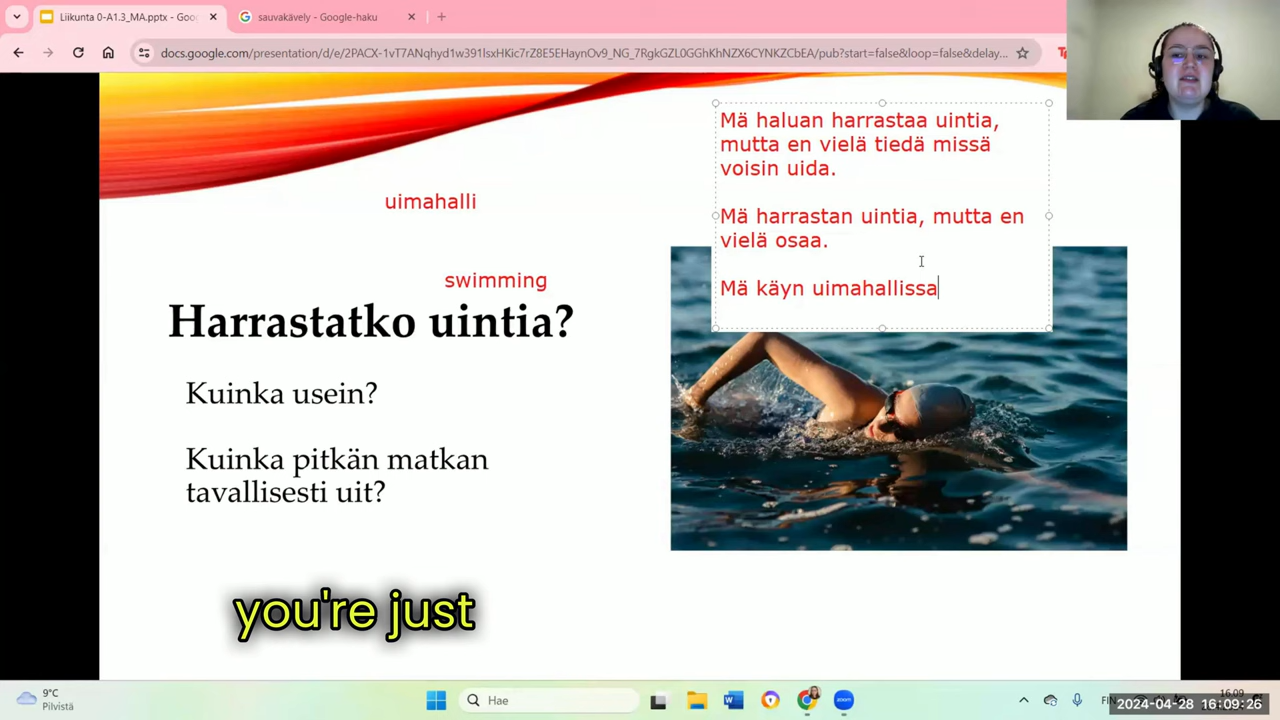 Liikunta 0-A1.3_MA.pptx - Goo
sauvakävely - Google-haku
docs.google.com/presentation/d/e/2PACX-1vT7ANqhyd1w391lsxHKic7rZ8E5EHaynOv9_NG_7RgkGZL0GGhKhNZX6CYNKZCbEA/pub?start=false&loop=false&delay...
Mä haluan harrastaa uintia,
mutta en vielä tiedä missä
voisin uida.
Mä harrastan uintia, mutta en
vielä osaa.
Mä käyn uimahallissa
uimahalli
swimming
Harrastatko uintia?
Kuinka usein?
Kuinka pitkän matkan
tavallisesti uit?
you're just
9°C
Pilvistä
Hae
FIN
16.09
2024-04-28 16:09:26